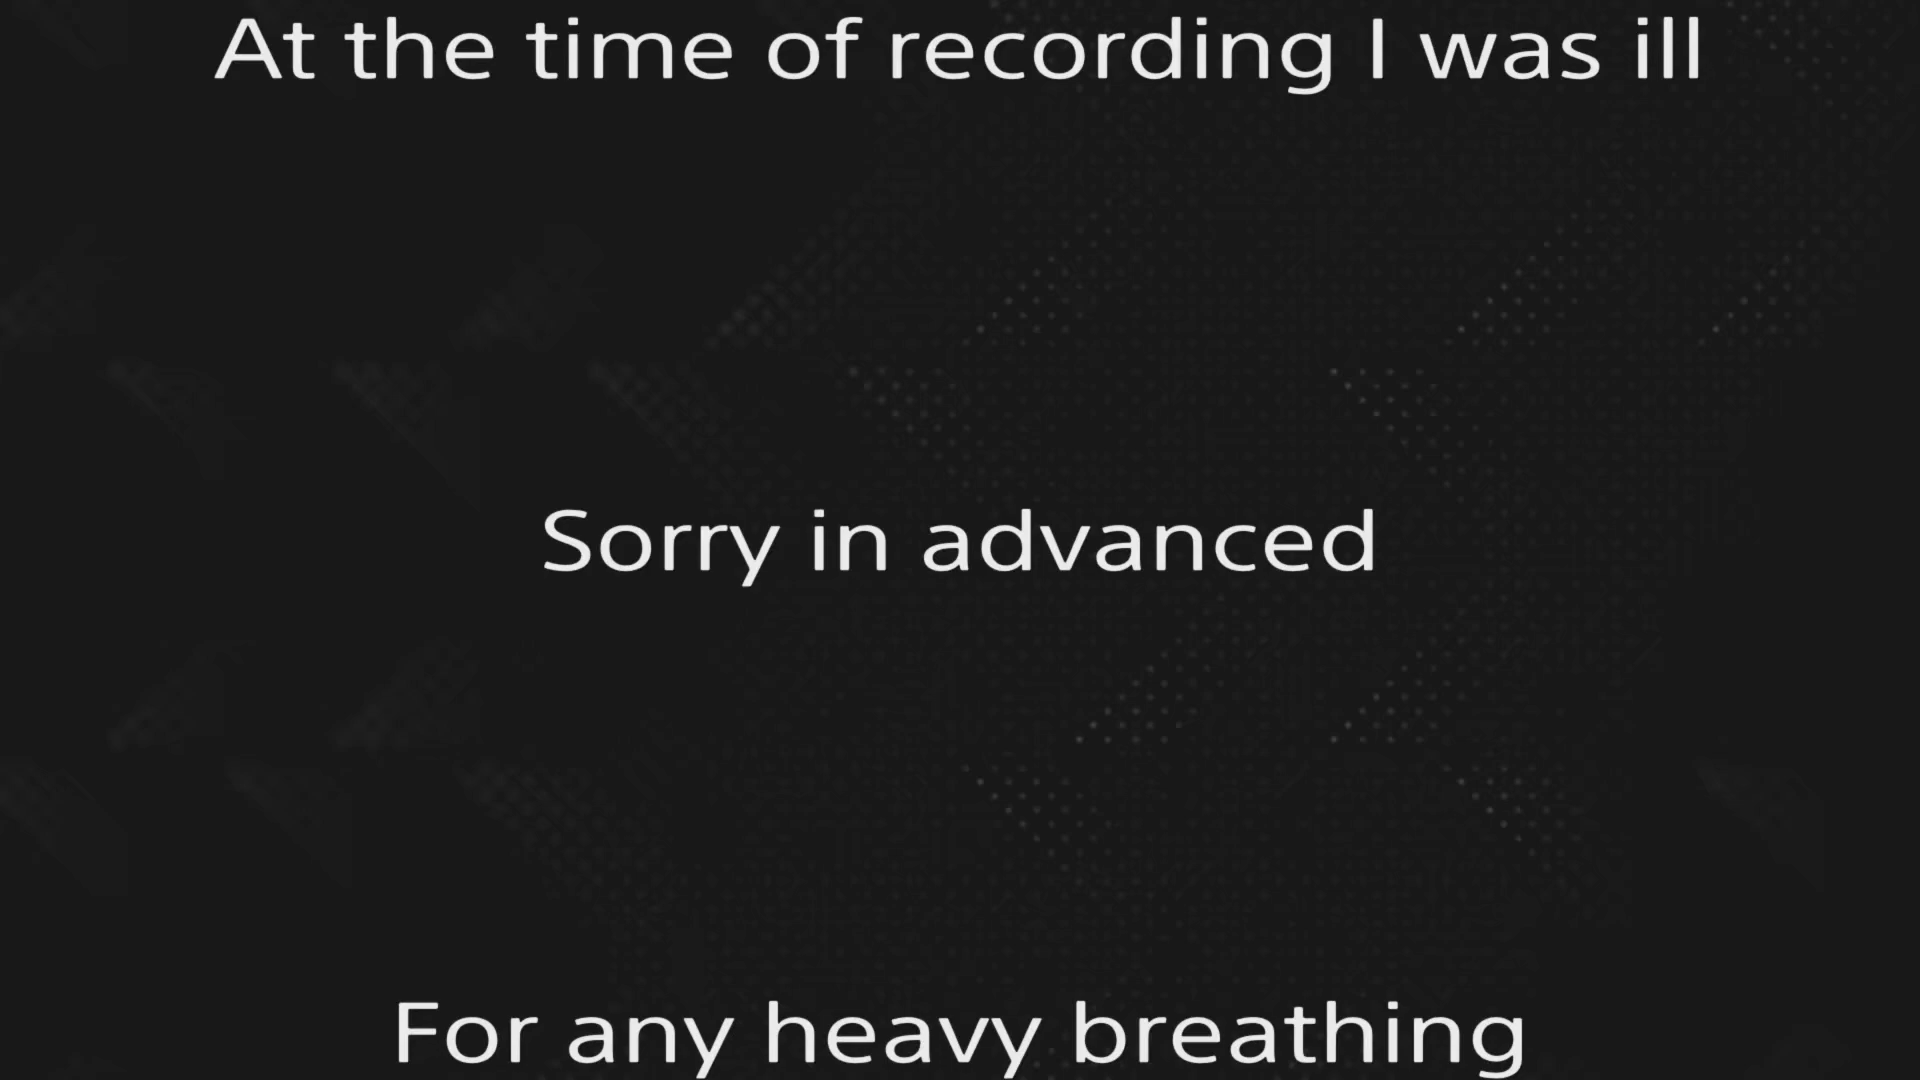 At the time of recording I was ill
Sorry in advanced
For any heavy breathing